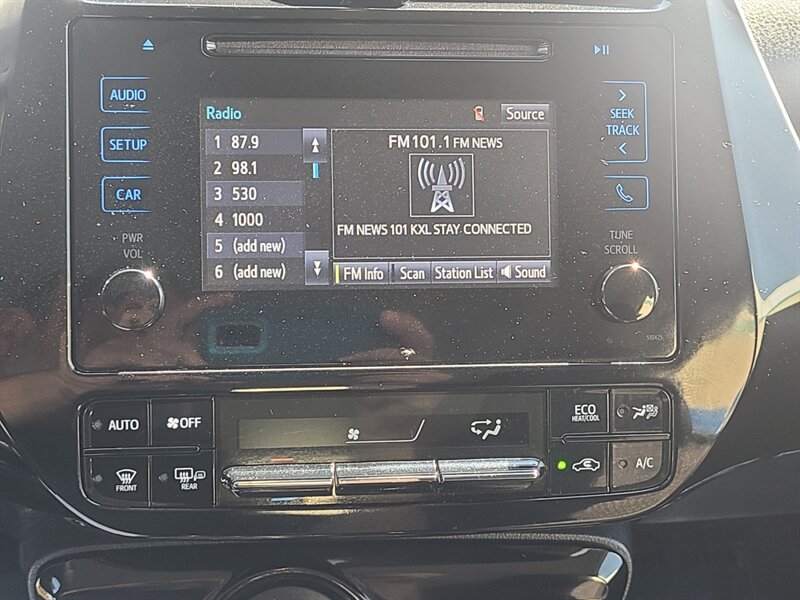 AUDIO
SETUP
CAR
PWR
VOL
Radio
Source
1 87.9
2 98.1
3 530
4 1000
5 (add new)
6 (add new)
FM101.1 FM NEWS
FM NEWS 101 KXL STAY CONNECTED
FM Info Scan Station List Sound
SEEK
TRACK
TUNE
SCROLL
510425
AUTO
OFF
FRONT
REAR
ECO
HEAT/COOL
A/C